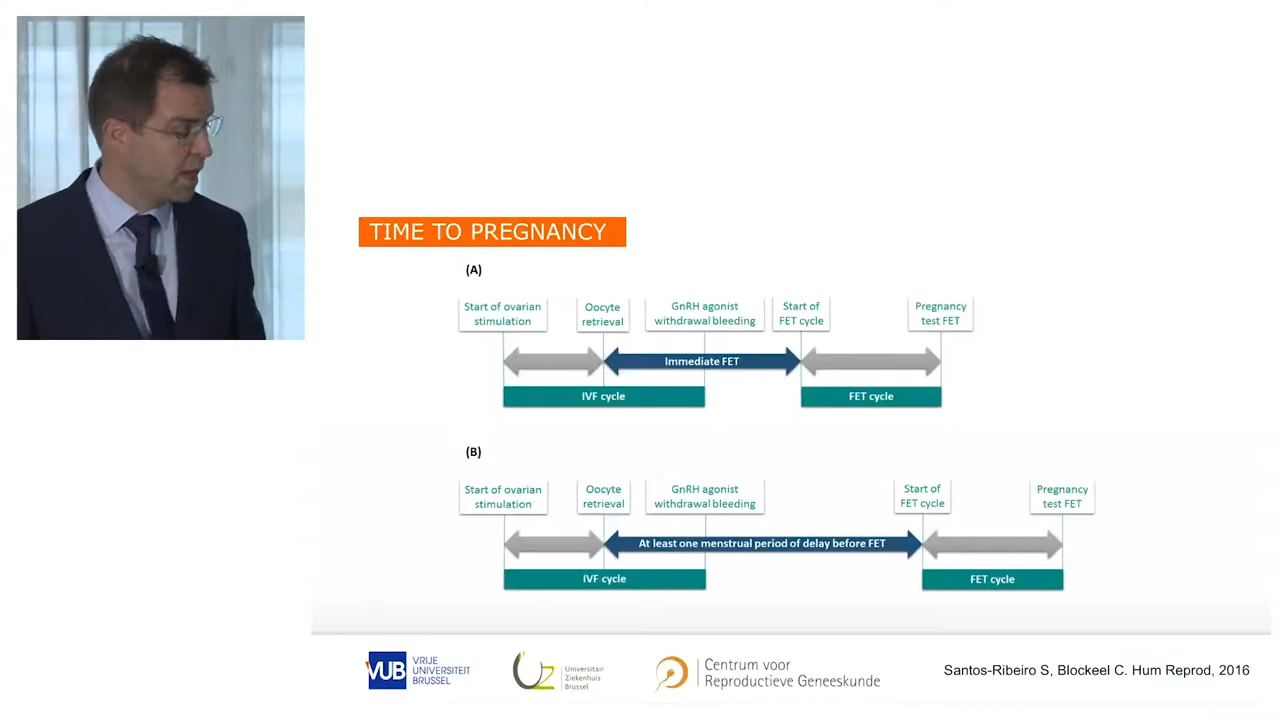 TIME TO PREGNANCY
(A)
Start of ovarian
stimulation
Oocyte
retrieval
GnRH agonist
withdrawal bleeding
Start of
FET cycle
Pregnancy
test FET
Immediate FET
IVF cycle
FET cycle
(B)
Start of ovarian
stimulation
Oocyte
retrieval
GnRH agonist
withdrawal bleeding
Start of
FET cycle
Pregnancy
test FET
At least one menstrual period of delay before FET
IVF cycle
FET cycle
VUB
VRIJE
UNIVERSITEIT
BRUSSEL
UZ
Universitair
Ziekenhuis
Brussel
Centrum voor
Reproductieve Geneeskunde
Santos-Ribeiro S, Blockeel C. Hum Reprod, 2016